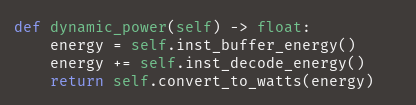 def dynamic_power(self) -> float:
    energy = self.inst_buffer_energy()
    energy += self.inst_decode_energy()
    return self.convert_to_watts(energy)